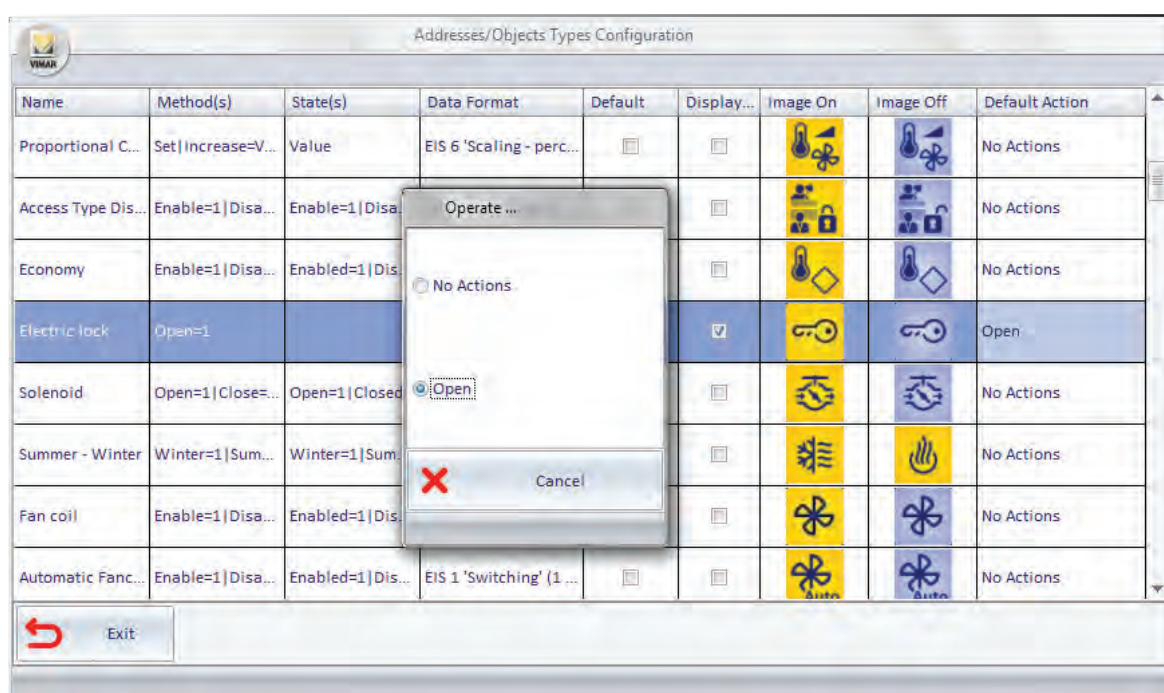 Addresses/Objects Types Configuration
VIMAR
Name Method(s) State(s) Data Format Default Display... Image On Image Off Default Action
Proportional C... Set|Increase=V... Value EIS 6 'Scaling - perc... No Actions
Access Type Dis... Enable=1|Disa... Enable=1|Disa. No Actions
Operate ...
Economy Enable=1|Disa... Enabled=1|Dis. No Actions
No Actions
Electric lock Open=1 Open
Solenoid Open=1|Close=... Open=1|Closed No Actions
Open
Summer - Winter Winter=1|Sum... Winter=1|Sum. No Actions
Cancel
Fan coil Enable=1|Disa... Enabled=1|Dis. No Actions
Automatic Fanc... Enable=1|Disa... Enabled=1|Dis... EIS 1 'Switching' (1 ... Auto Auto No Actions
Exit